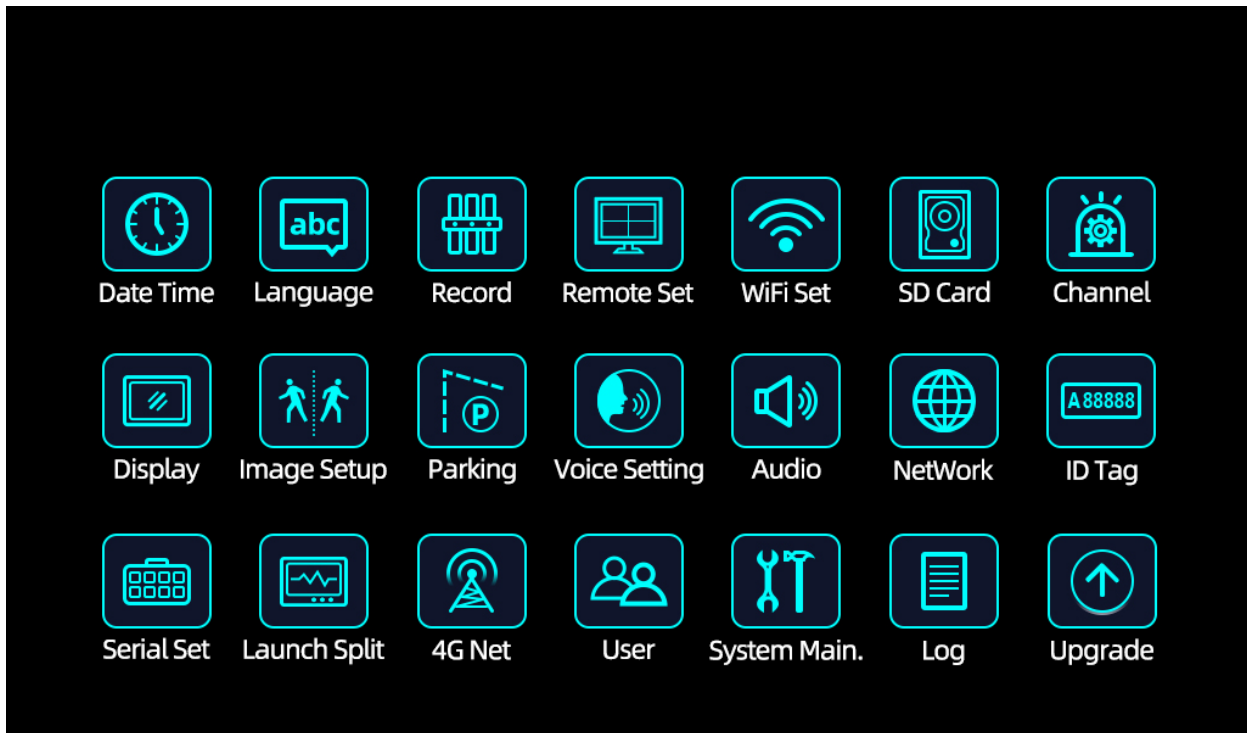 abc
Date Time Language Record Remote Set WiFi Set SD Card Channel
P A88888
Display Image Setup Parking Voice Setting Audio NetWork ID Tag
Serial Set Launch Split 4G Net User System Main. Log Upgrade